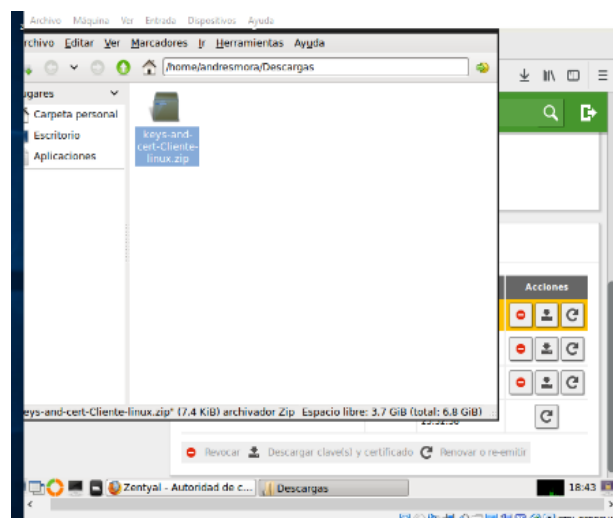 Archivo Máquina Ver Entrada Dispositivos Ayuda
rchivo Editar Ver Marcadores Ir Herramientas Ayuda
/home/andresmora/Descargas
ugares
Carpeta personal
Escritorio
Aplicaciones
keys-and-
cert-Cliente-
linux.zip
Acciones
eys-and-cert-Cliente-linux.zip" (7.4 KiB) archivador Zip Espacio libre: 3.7 GiB (total: 6.8 GiB)
Revocar Descargar clave(s) y certificado Renovar o re-emitir
Zentyal - Autoridad de c... Descargas 18:43